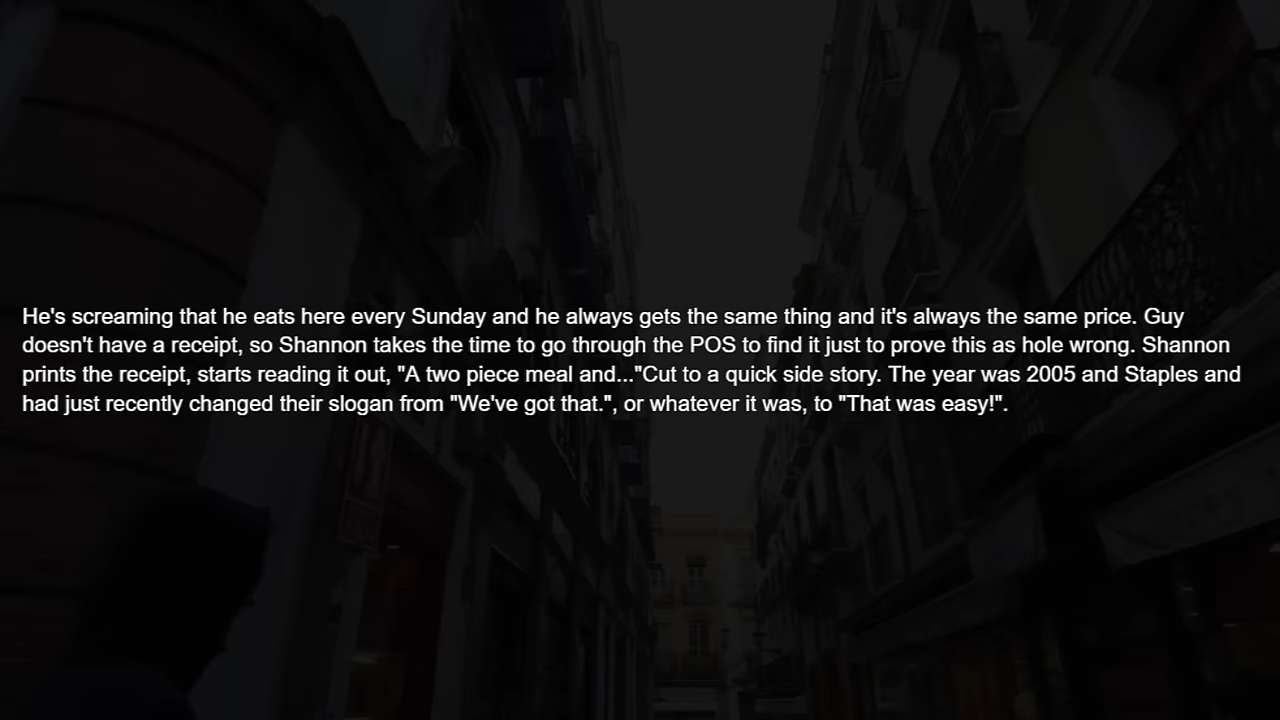 He's screaming that he eats here every Sunday and he always gets the same thing and it's always the same price. Guy
doesn't have a receipt, so Shannon takes the time to go through the POS to find it just to prove this as hole wrong. Shannon
prints the receipt, starts reading it out, "A two piece meal and..."Cut to a quick side story. The year was 2005 and Staples and
had just recently changed their slogan from "We've got that.", or whatever it was, to "That was easy!".